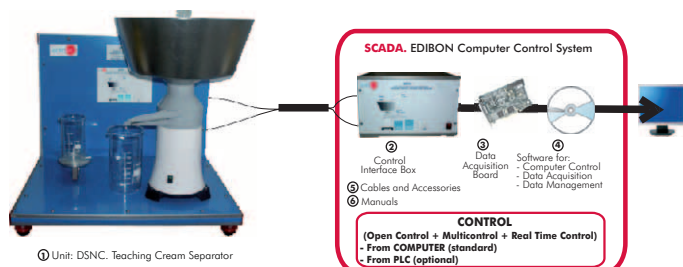 SCADA. EDIBON Computer Control System
② Control
Interface Box
③ Data
Acquisition
Board
④ Software for:
- Computer Control
- Data Acquisition
- Data Management
⑤ Cables and Accessories
⑥ Manuals
CONTROL
(Open Control + Multicontrol + Real Time Control)
- From COMPUTER (standard)
- From PLC (optional)
① Unit: DSNC. Teaching Cream Separator